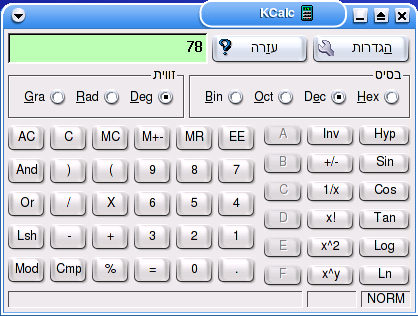 KCalc
78 עזרה הגדרות
זווית בסיס
Gra Rad Deg Bin Oct Dec Hex
AC C MC M+- MR EE A Inv Hyp
And ) ( 9 8 7 B +/- Sin
Or / X 6 5 4 C 1/x Cos
Lsh - + 3 2 1 D x! Tan
Mod Cmp % = 0 . E x^2 Log
F x^y Ln
NORM